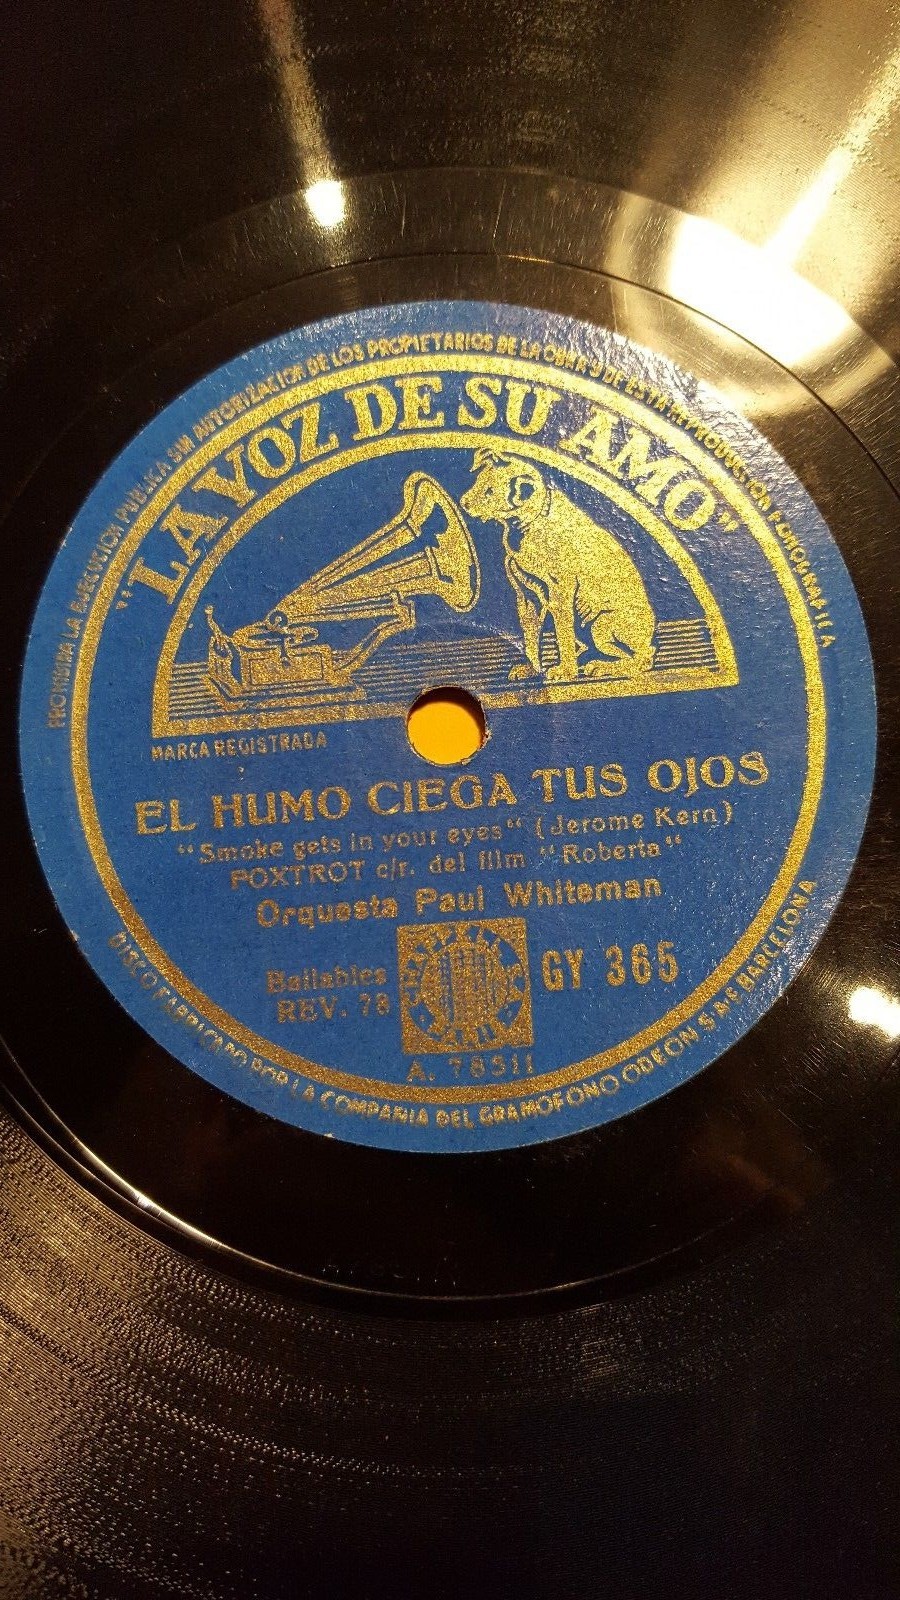 PROHIBIDA LA EJECUCION PUBLICA SIN AUTORIZACION DE LOS PROPIETARIOS DE LA OBRA Y DE ESTA REPRODUCCION FONOGRAFICA
"LA VOZ DE SU AMO"
MARCA REGISTRADA
EL HUMO CIEGA TUS OJOS
"Smoke gets in your eyes" (Jerome Kern)
FOXTROT c/r. del film "Roberta"
Orquesta Paul Whiteman
Bailables
REV. 78
GY 365
A. 78311
DISCO FABRICADO POR LA COMPAÑIA DEL GRAMOFONO ODEON S·A·E BARCELONA